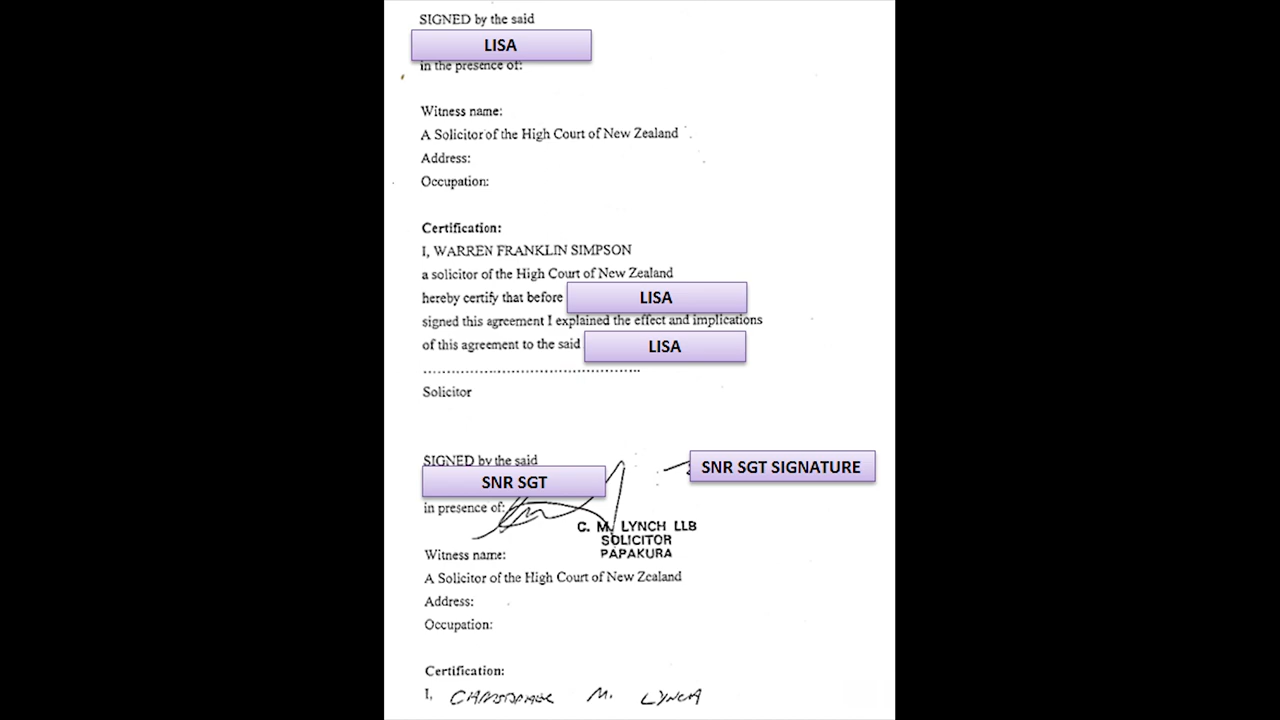 SIGNED by the said
LISA
in the presence of:
Witness name:
A Solicitor of the High Court of New Zealand
Address:
Occupation:
Certification:
I, WARREN FRANKLIN SIMPSON
a solicitor of the High Court of New Zealand
hereby certify that before LISA
signed this agreement I explained the effect and implications
of this agreement to the said LISA
Solicitor
SIGNED by the said
SNR SGT SNR SGT SIGNATURE
in presence of:
C. M. LYNCH LLB
SOLICITOR
PAPAKURA
Witness name:
A Solicitor of the High Court of New Zealand
Address:
Occupation:
Certification:
I, CHRISTOPHER M. LYNCH